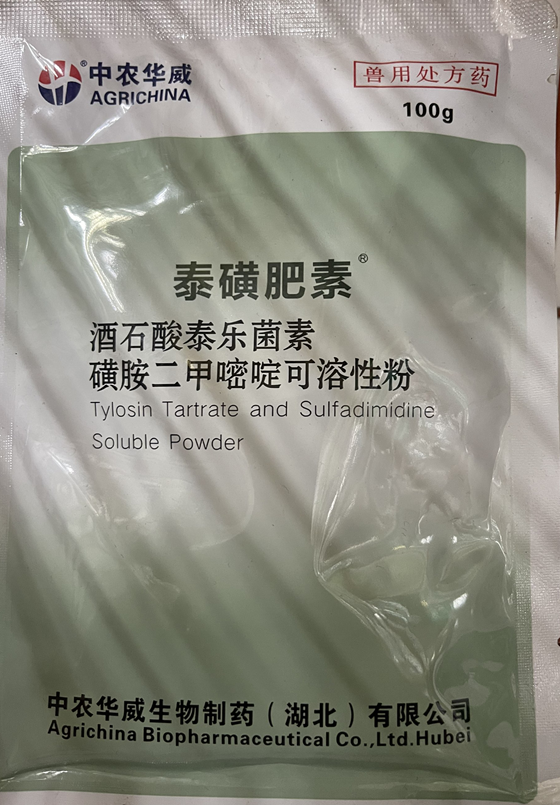 中农华威®
AGRICHINA
兽用处方药
100g
泰磺肥素®
酒石酸泰乐菌素
磺胺二甲嘧啶可溶性粉
Tylosin Tartrate and Sulfadimidine
Soluble Powder
中农华威生物制药（湖北）有限公司
Agrichina Biopharmaceutical Co.,Ltd.Hubei